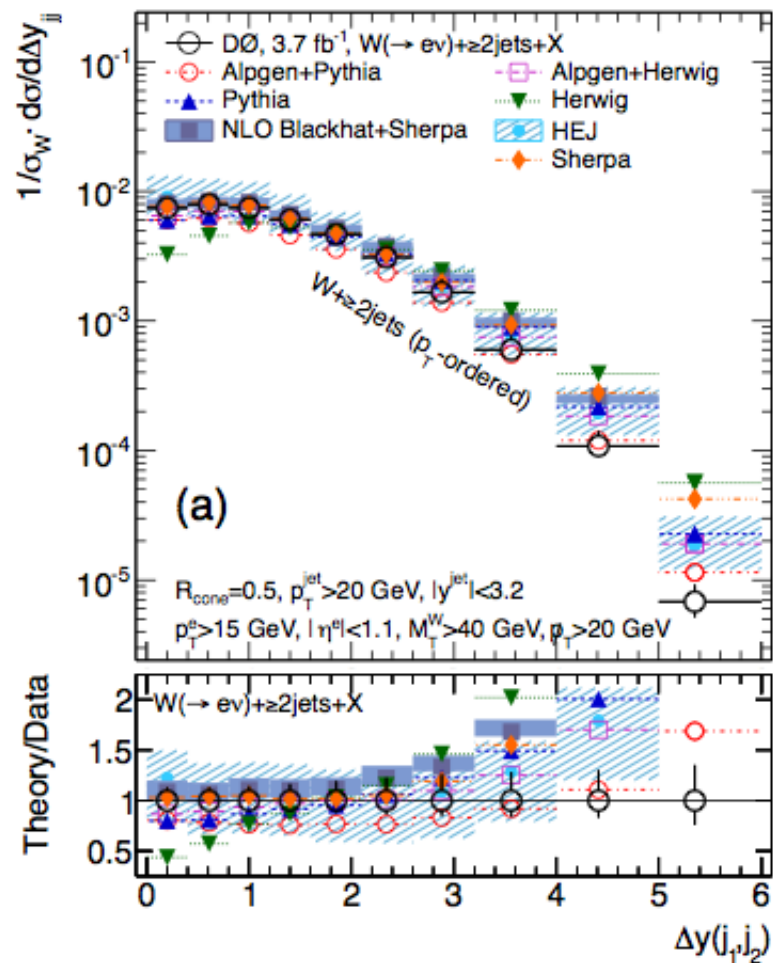 1/σ_W · dσ/dΔy_jj
10⁻¹
10⁻²
10⁻³
10⁻⁴
10⁻⁵
DØ, 3.7 fb⁻¹, W(→ eν)+≥2jets+X
Alpgen+Pythia Alpgen+Herwig
Pythia Herwig
NLO Blackhat+Sherpa HEJ
Sherpa
W+≥2jets (p_T-ordered)
(a)
R_cone=0.5, p_T^jet>20 GeV, |y^jet|<3.2
p_T^e>15 GeV, |η^e|<1.1, M_T^W>40 GeV, p̸_T>20 GeV
Theory/Data
W(→ eν)+≥2jets+X
2
1.5
1
0.5
0 1 2 3 4 5 6
Δy(j₁,j₂)